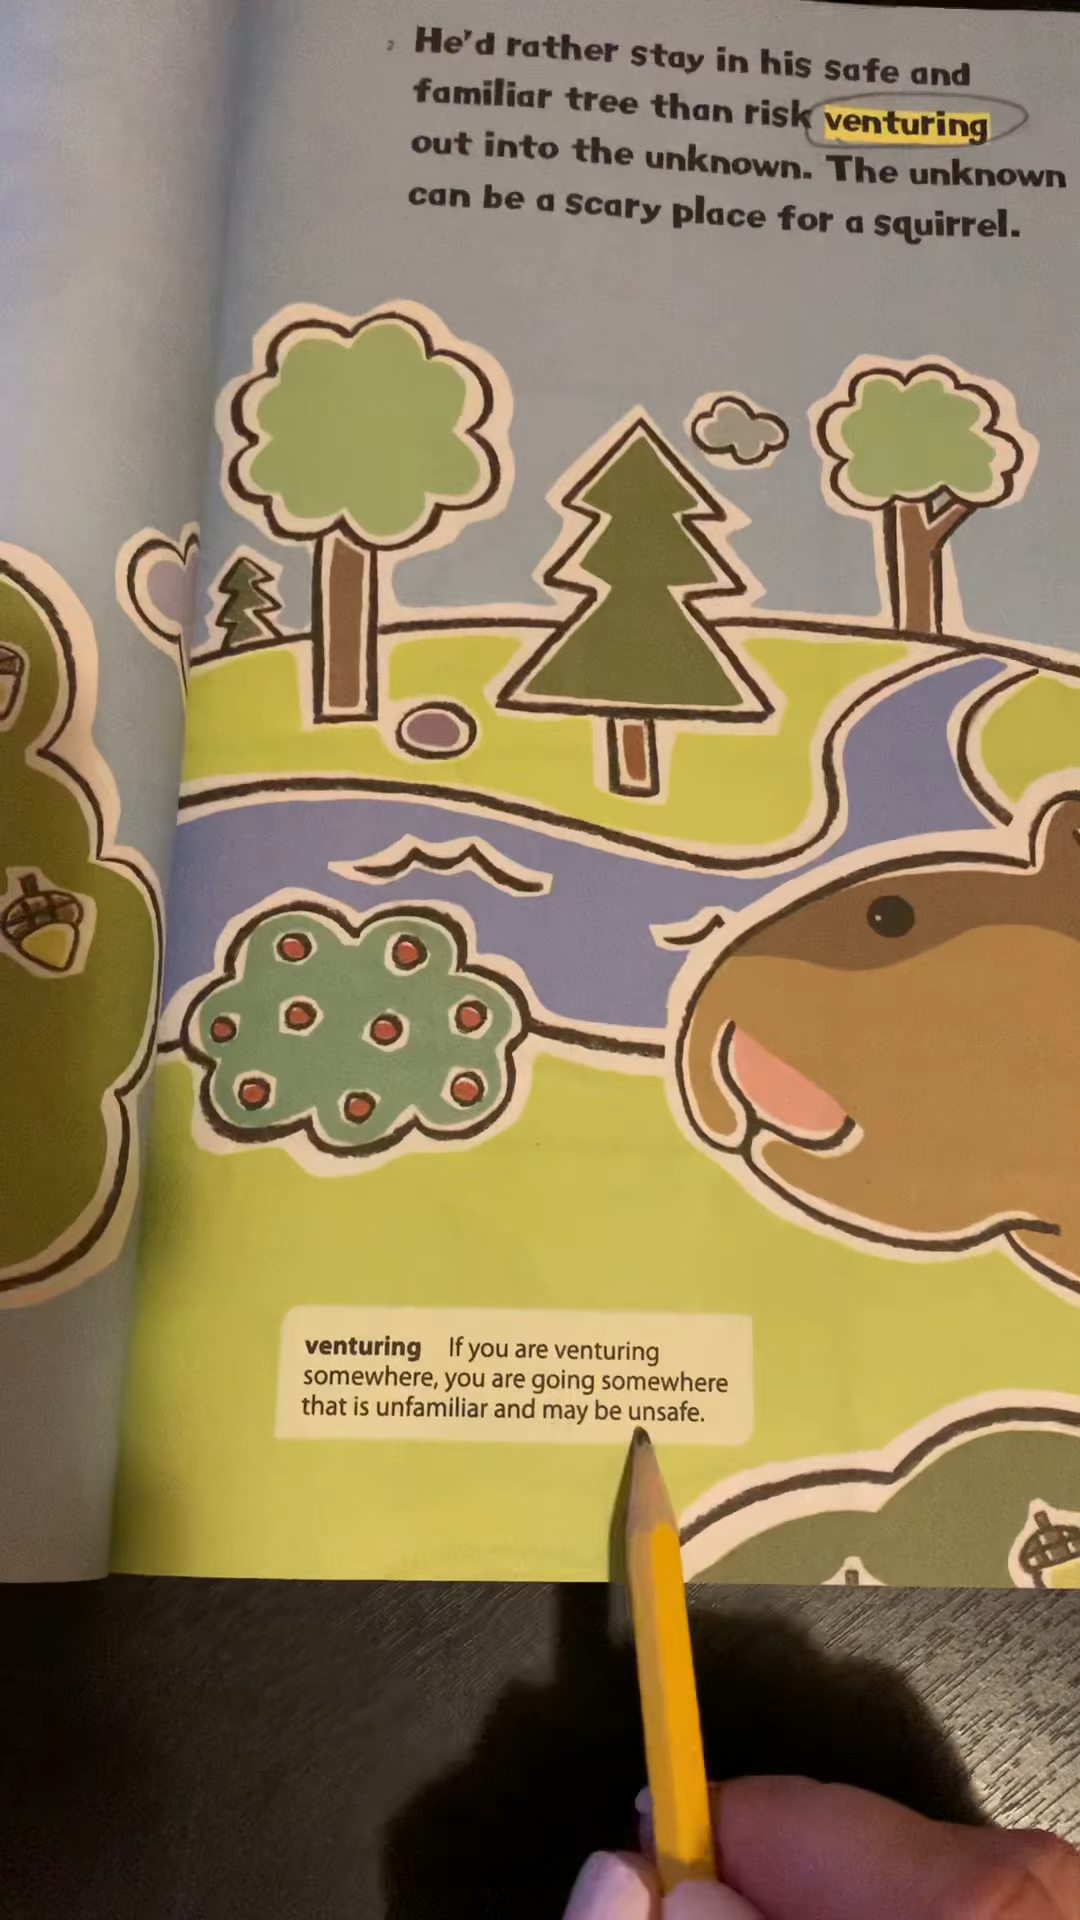 2 He'd rather stay in his safe and
familiar tree than risk venturing
out into the unknown. The unknown
can be a scary place for a squirrel.
venturing If you are venturing
somewhere, you are going somewhere
that is unfamiliar and may be unsafe.